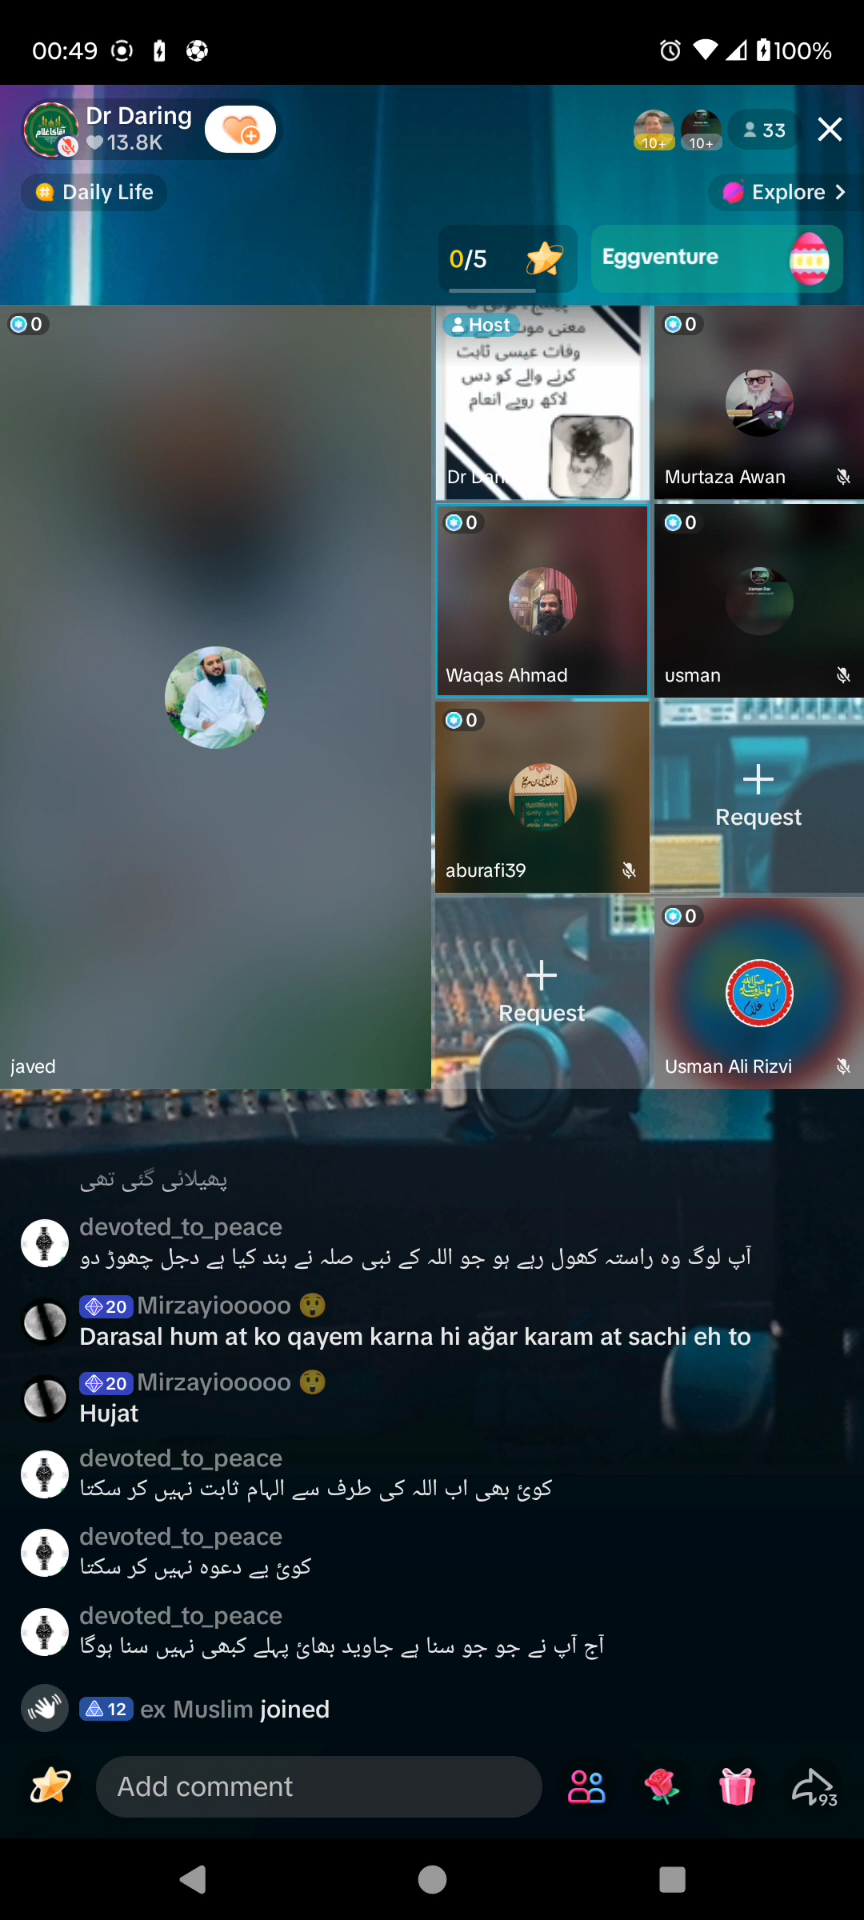 00:49
100%
Dr Daring
13.8K
10+
10+
33
Daily Life
Explore
0/5
Eggventure
0
Host
معنی موت
وفات عیسی ثابت
کرنے والے کو دس
لاکھ روپے انعام
Dr Dar
0
Murtaza Awan
0
Waqas Ahmad
0
usman
0
aburafi39
Request
Request
0
Usman Ali Rizvi
javed
پھیلائی گئی تھی
devoted_to_peace
آپ لوگ وہ راستہ کھول رہے ہو جو اللہ کے نبی صلہ نے بند کیا ہے دجل چھوڑ دو
20 Mirzayiooooo
Darasal hum at ko qayem karna hi ağar karam at sachi eh to
20 Mirzayiooooo
Hujat
devoted_to_peace
کوئ بھی اب اللہ کی طرف سے الہام ثابت نہیں کر سکتا
devoted_to_peace
کوئ یے دعوہ نہیں کر سکتا
devoted_to_peace
آج آپ نے جو جو سنا ہے جاوید بھائ پہلے کبھی نہیں سنا ہوگا
12 ex Muslim joined
Add comment
93